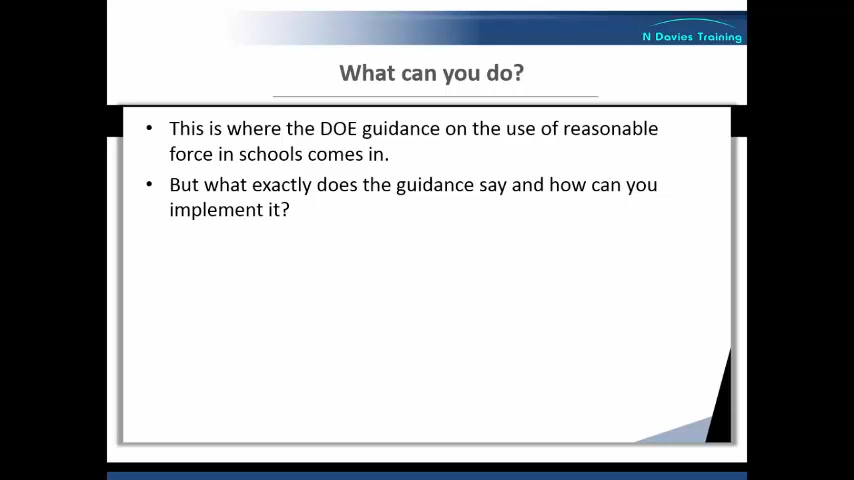 N Davies Training
What can you do?
• This is where the DOE guidance on the use of reasonable
force in schools comes in.
• But what exactly does the guidance say and how can you
implement it?